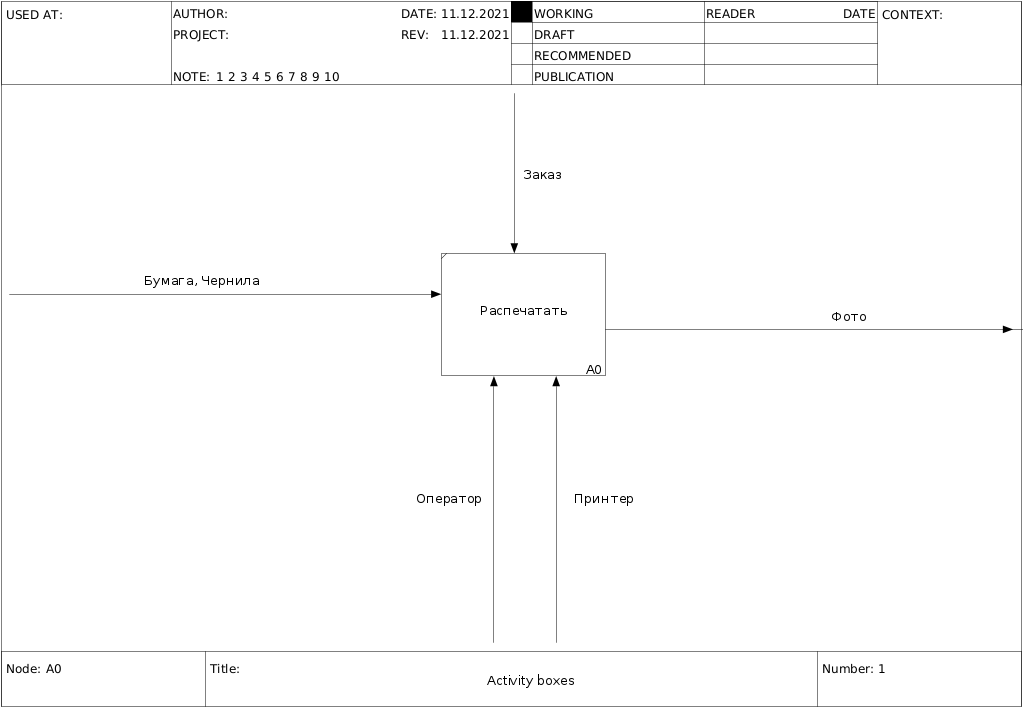 USED AT:
AUTHOR:
DATE: 11.12.2021
WORKING
READER
DATE
CONTEXT:
PROJECT:
REV: 11.12.2021
DRAFT
RECOMMENDED
NOTE: 1 2 3 4 5 6 7 8 9 10
PUBLICATION
Заказ
Бумага, Чернила
Распечатать
Фото
A0
Оператор
Принтер
Node: A0
Title:
Activity boxes
Number: 1